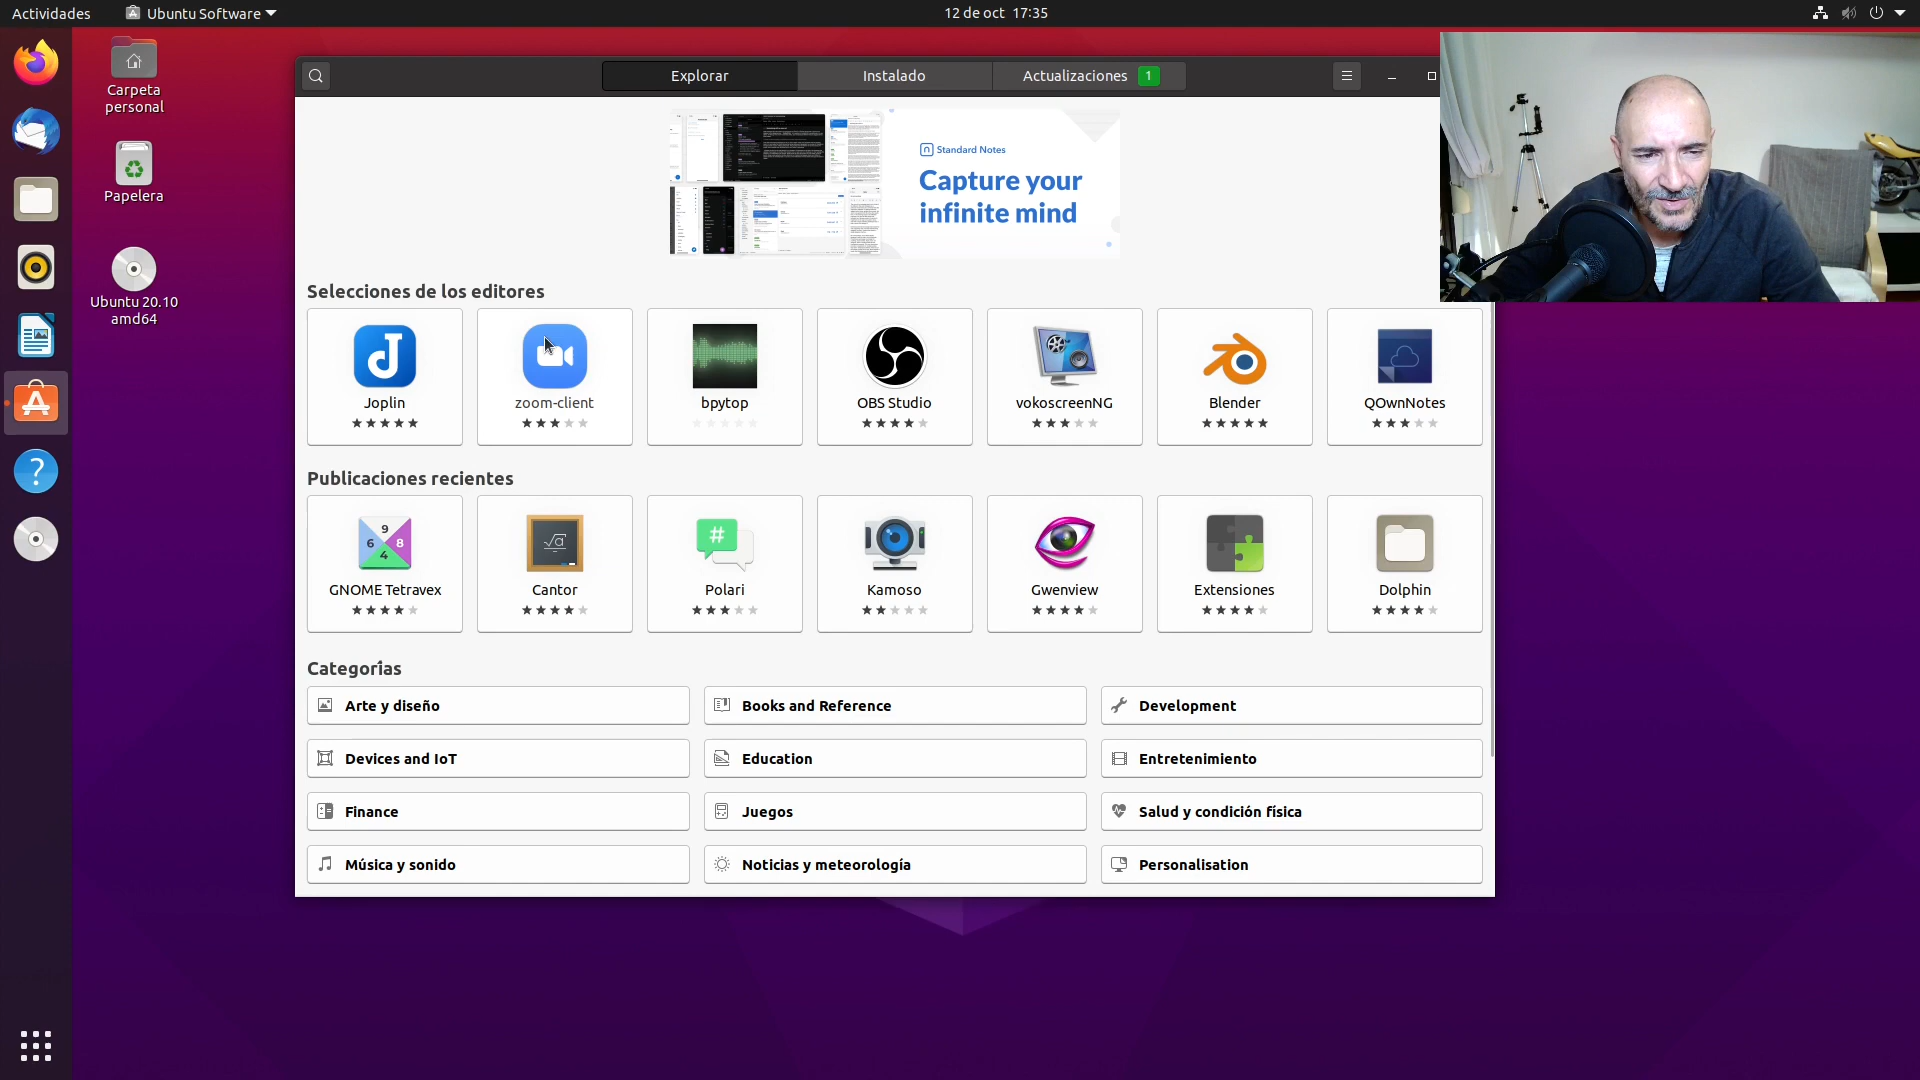 Actividades
Ubuntu Software
12 de oct 17:35
Carpeta
personal
Papelera
Ubuntu 20.10
amd64
Explorar
Instalado
Actualizaciones 1
Standard Notes
Capture your
infinite mind
Selecciones de los editores
Joplin
zoom-client
bpytop
OBS Studio
vokoscreenNG
Blender
QOwnNotes
Publicaciones recientes
9
6 8
4
GNOME Tetravex
Cantor
Polari
Kamoso
Gwenview
Extensiones
Dolphin
Categorías
Arte y diseño
Books and Reference
Development
Devices and IoT
Education
Entretenimiento
Finance
Juegos
Salud y condición física
Música y sonido
Noticias y meteorología
Personalisation